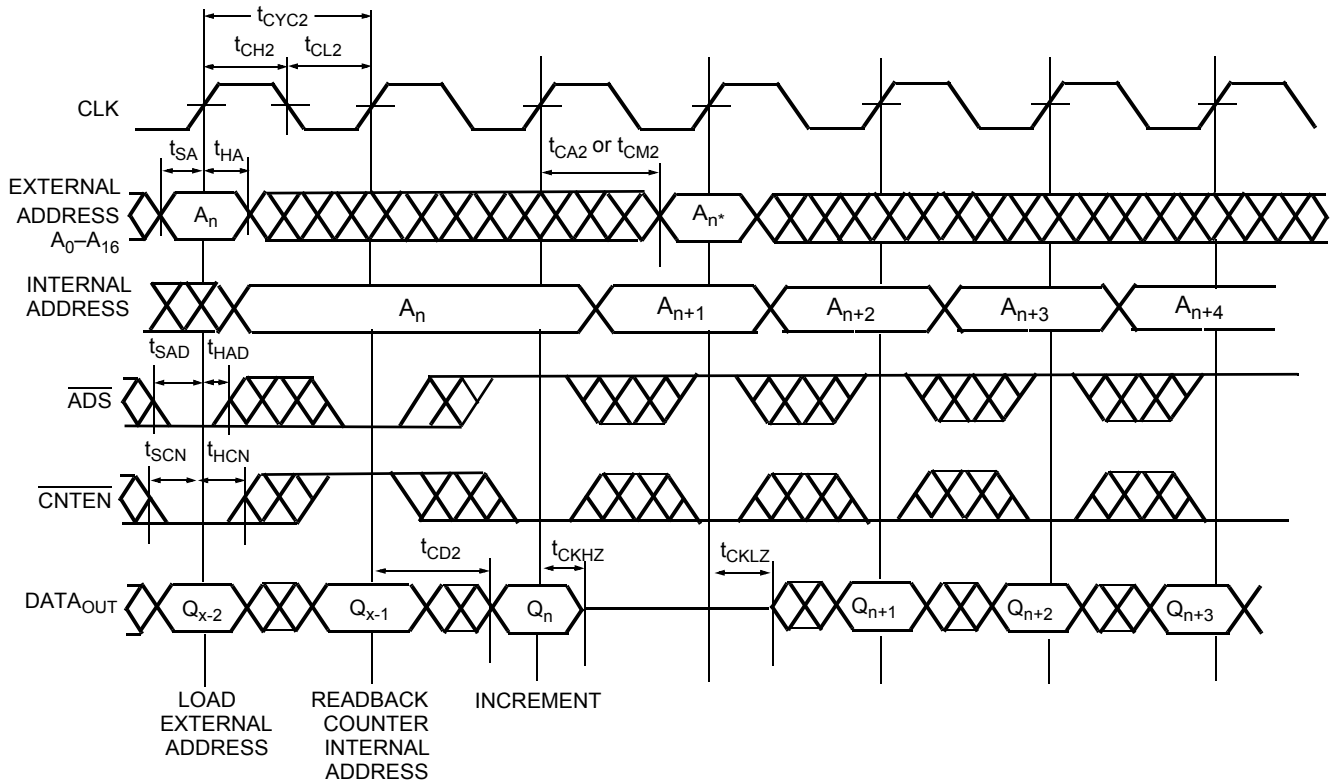 tCYC2
tCH2
tCL2
CLK
tSA
tHA
tCA2 or tCM2
EXTERNAL
ADDRESS
A0–A16
An
An*
INTERNAL
ADDRESS
An
An+1
An+2
An+3
An+4
tSAD
tHAD
ADS
tSCN
tHCN
CNTEN
tCD2
tCKHZ
tCKLZ
DATAOUT
Qx-2
Qx-1
Qn
Qn+1
Qn+2
Qn+3
LOAD
EXTERNAL
ADDRESS
READBACK
COUNTER
INTERNAL
ADDRESS
INCREMENT